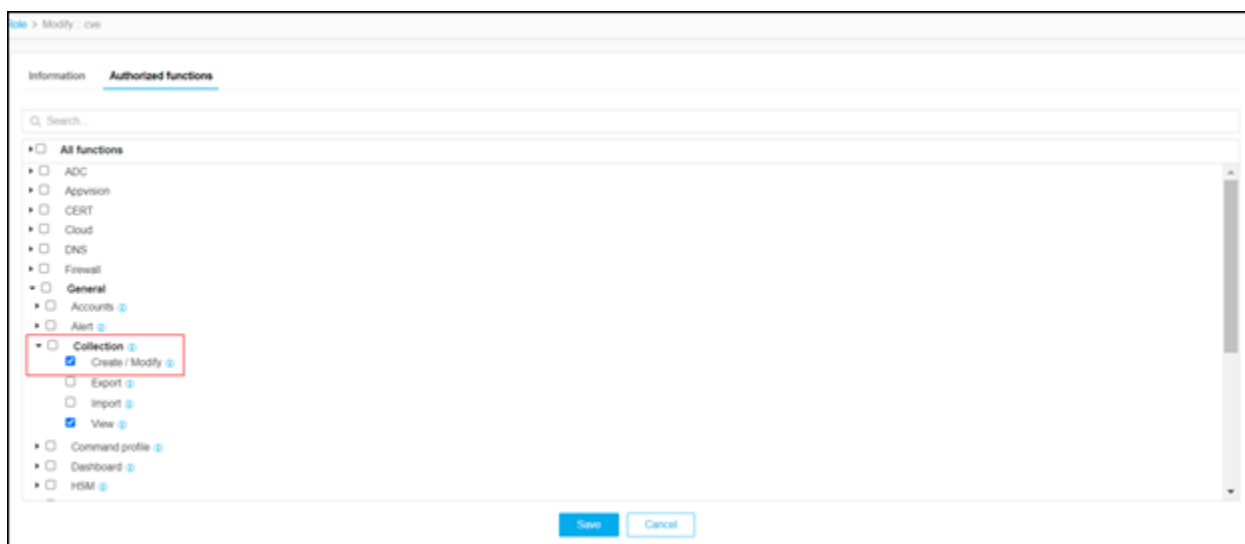 Role > Modify :: cve
Information Authorized functions
Search...
All functions
ADC
Appvision
CERT
Cloud
DNS
Firewall
General
Accounts
Alert
Collection
Create / Modify
Export
Import
View
Command profile
Dashboard
HSM
Save Cancel